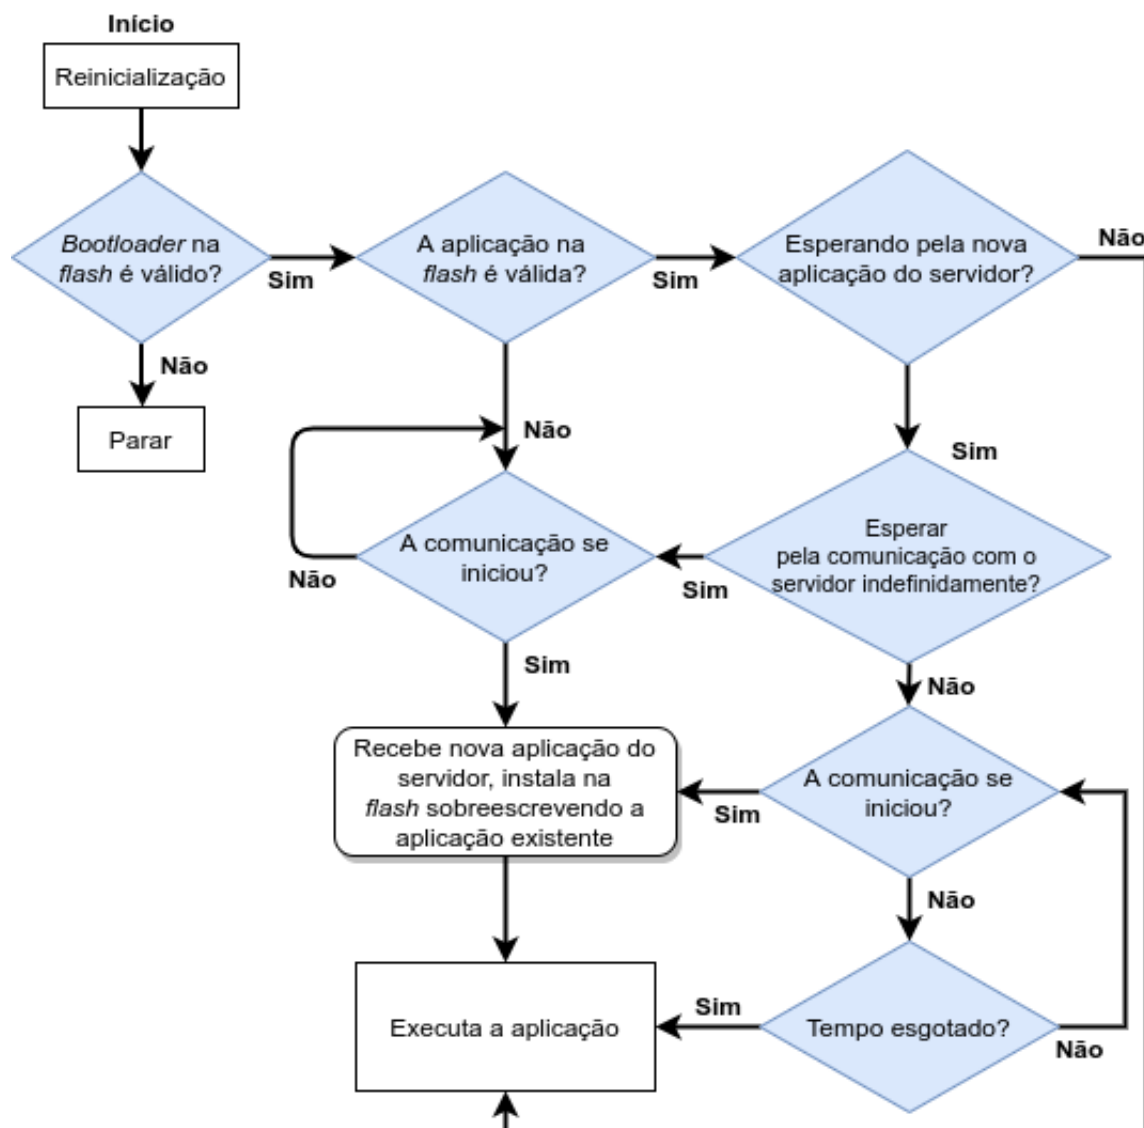 Início
Reinicialização
Bootloader na
flash é válido?
Sim
Não
Parar
A aplicação na
flash é válida?
Sim
Não
Esperando pela nova
aplicação do servidor?
Não
Sim
Esperar
pela comunicação com o
servidor indefinidamente?
Sim
Não
A comunicação se
iniciou?
Não
Sim
Recebe nova aplicação do
servidor, instala na
flash sobreescrevendo a
aplicação existente
A comunicação se
iniciou?
Sim
Não
Tempo esgotado?
Sim
Não
Executa a aplicação